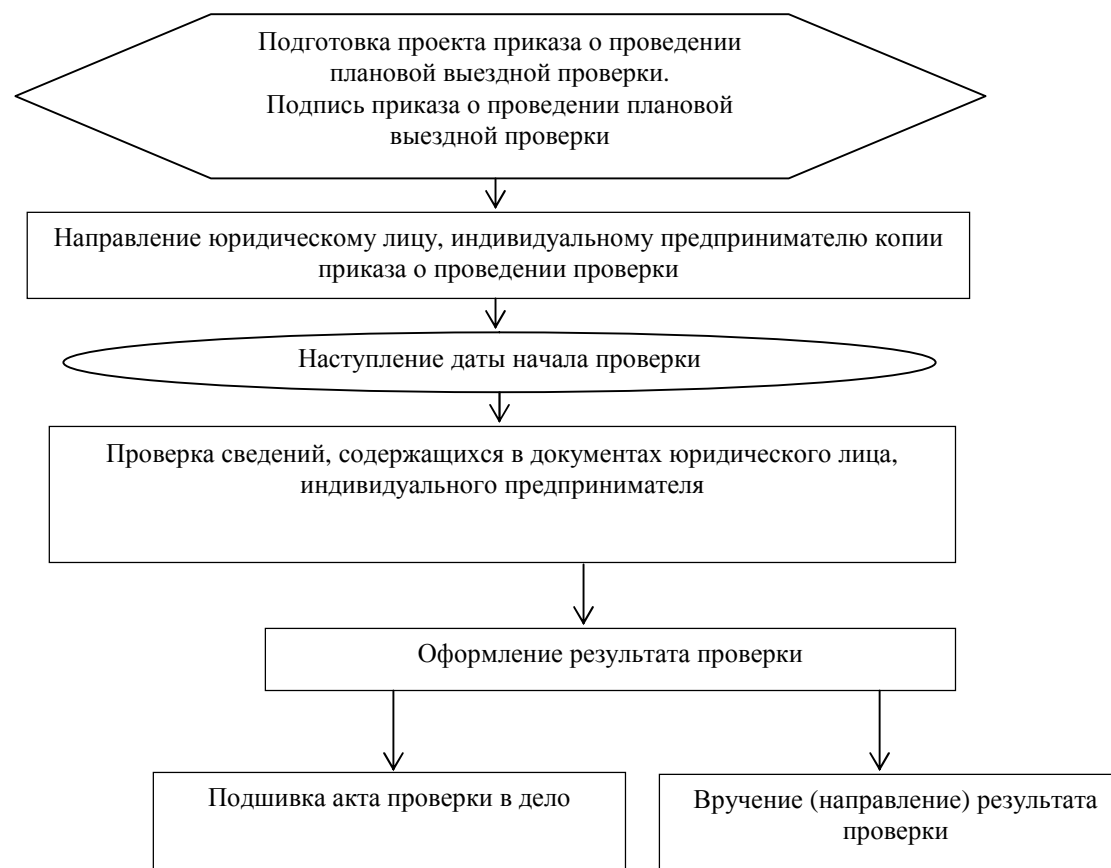 Подготовка проекта приказа о проведении
плановой выездной проверки.
Подпись приказа о проведении плановой
выездной проверки
Направление юридическому лицу, индивидуальному предпринимателю копии
приказа о проведении проверки
Наступление даты начала проверки
Проверка сведений, содержащихся в документах юридического лица,
индивидуального предпринимателя
Оформление результата проверки
Подшивка акта проверки в дело
Вручение (направление) результата
проверки